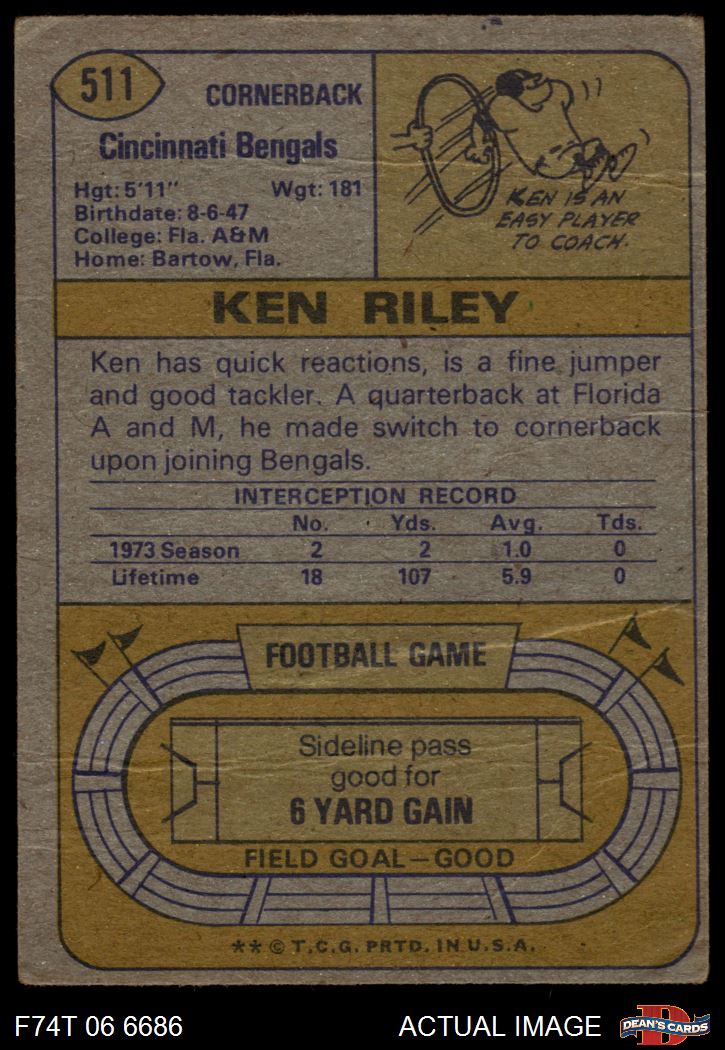 511
CORNERBACK
Cincinnati Bengals
Hgt: 5'11" Wgt: 181
Birthdate: 8-6-47
College: Fla. A&M
Home: Bartow, Fla.
KEN IS AN
EASY PLAYER
TO COACH.
KEN RILEY
Ken has quick reactions, is a fine jumper
and good tackler. A quarterback at Florida
A and M, he made switch to cornerback
upon joining Bengals.
INTERCEPTION RECORD
No. Yds. Avg. Tds.
1973 Season 2 2 1.0 0
Lifetime 18 107 5.9 0
FOOTBALL GAME
Sideline pass
good for
6 YARD GAIN
FIELD GOAL—GOOD
** © T.C.G. PRTD. IN U.S.A.
F74T 06 6686 ACTUAL IMAGE
D
DEAN'S CARDS